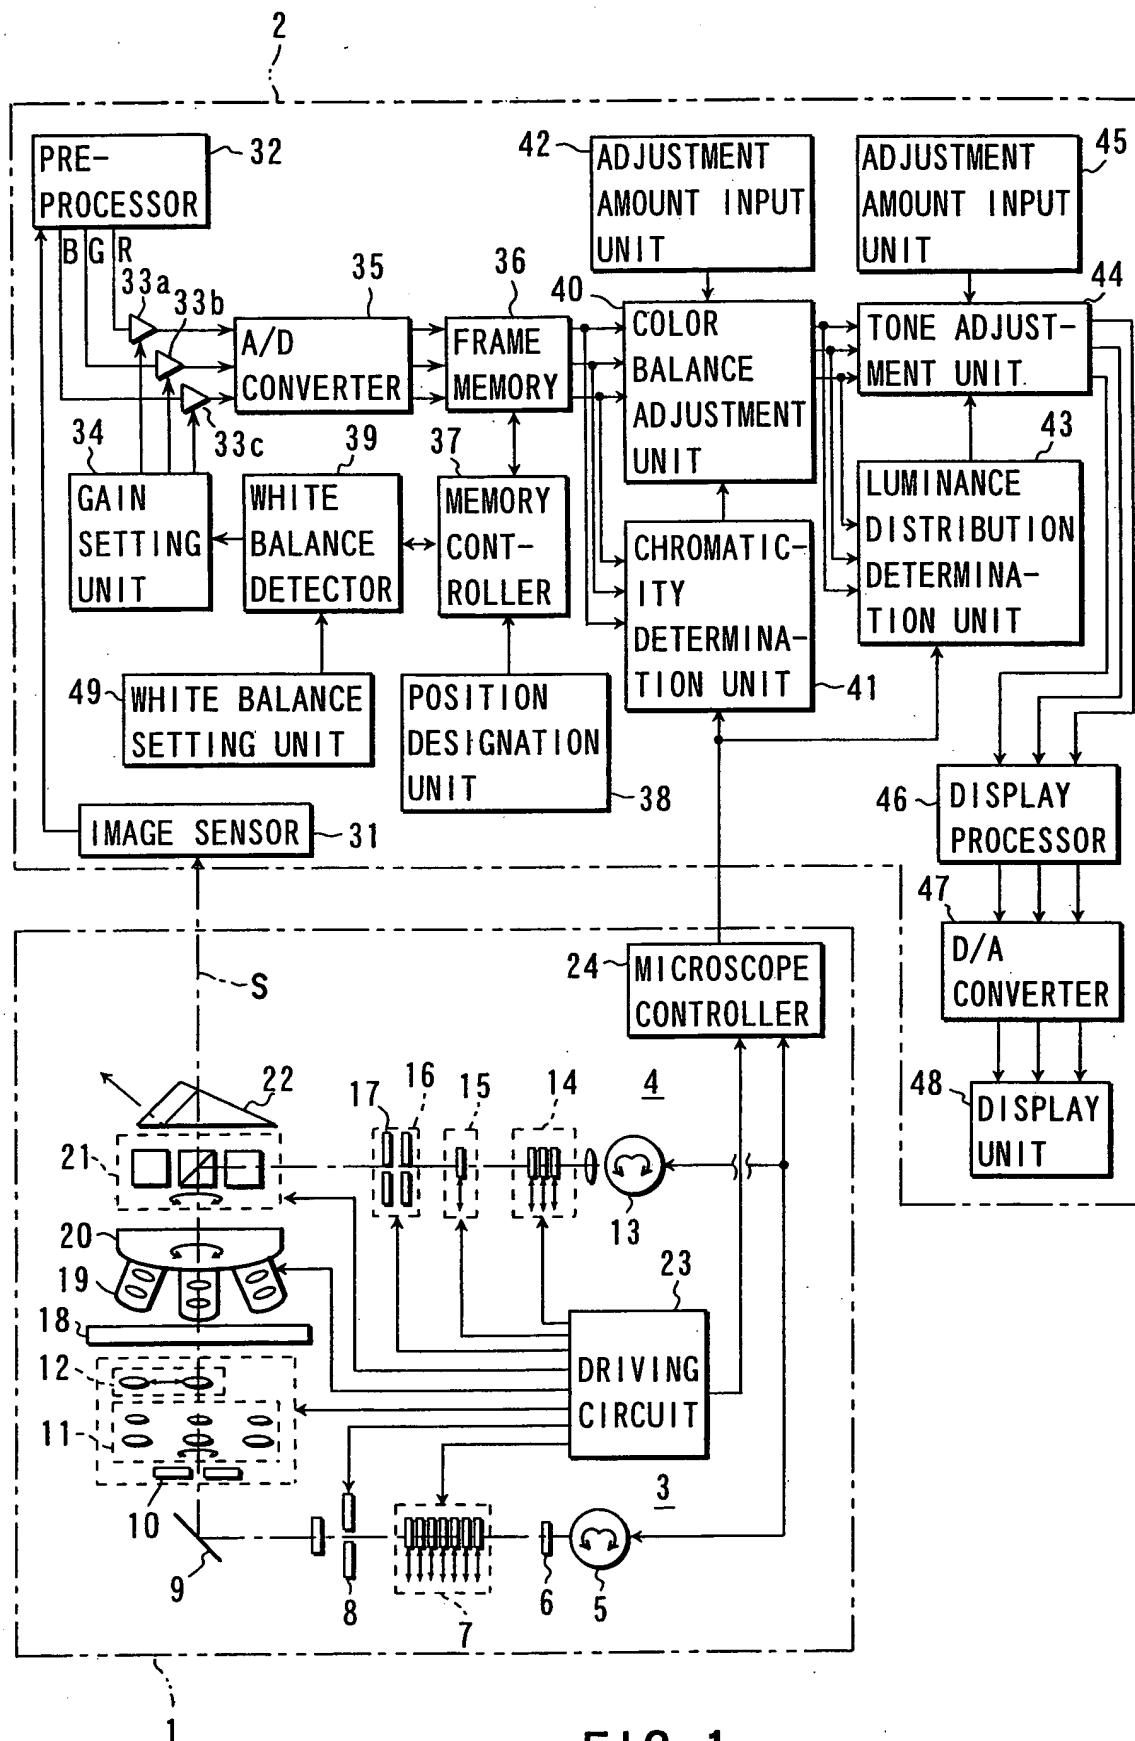 2
PRE-
PROCESSOR
32
B G R
33a
33b
33c
35
A/D
CONVERTER
36
FRAME
MEMORY
42
ADJUSTMENT
AMOUNT INPUT
UNIT
45
ADJUSTMENT
AMOUNT INPUT
UNIT
40
COLOR
BALANCE
ADJUSTMENT
UNIT
44
TONE ADJUST-
MENT UNIT
34
GAIN
SETTING
UNIT
39
WHITE
BALANCE
DETECTOR
37
MEMORY
CONT-
ROLLER
CHROMATIC-
ITY
DETERMINA-
TION UNIT
41
43
LUMINANCE
DISTRIBUTION
DETERMINA-
TION UNIT
49
WHITE BALANCE
SETTING UNIT
POSITION
DESIGNATION
UNIT
38
IMAGE SENSOR
31
46
DISPLAY
PROCESSOR
47
D/A
CONVERTER
48
DISPLAY
UNIT
S
24
MICROSCOPE
CONTROLLER
22
17
16
15
14
4
21
13
20
19
18
23
DRIVING
CIRCUIT
12
11
10
9
8
7
6
5
3
1